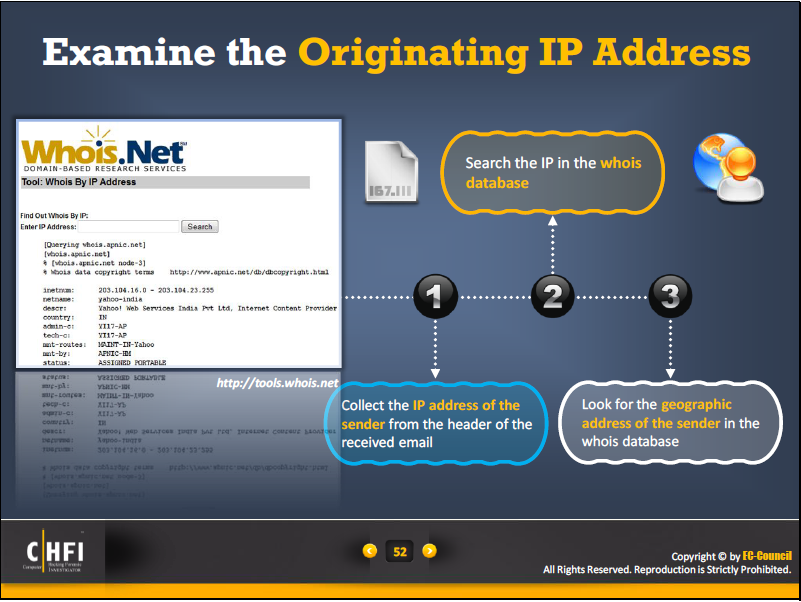 Examine the Originating IP Address
Whois.Net
DOMAIN-BASED RESEARCH SERVICES
Tool: Whois By IP Address
Find Out Whois By IP:
Enter IP Address:
Search
[Querying whois.apnic.net]
[whois.apnic.net]
% [whois.apnic.net node-3]
% Whois data copyright terms http://www.apnic.net/db/dbcopyright.html
inetnum: 203.104.16.0 - 203.104.23.255
netname: yahoo-india
descr: Yahoo! Web Services India Pvt Ltd, Internet Content Provider
country: IN
admin-c: YI17-AP
tech-c: YI17-AP
mnt-routes: MAINT-IN-Yahoo
mnt-by: APNIC-HM
status: ASSIGNED PORTABLE
http://tools.whois.net
167.111
Search the IP in the whois
database
1
2
3
Collect the IP address of the
sender from the header of the
received email
Look for the geographic
address of the sender in the
whois database
CHFI
Computer Hacking Forensic
INVESTIGATOR
52
Copyright © by EC-Council
All Rights Reserved. Reproduction is Strictly Prohibited.